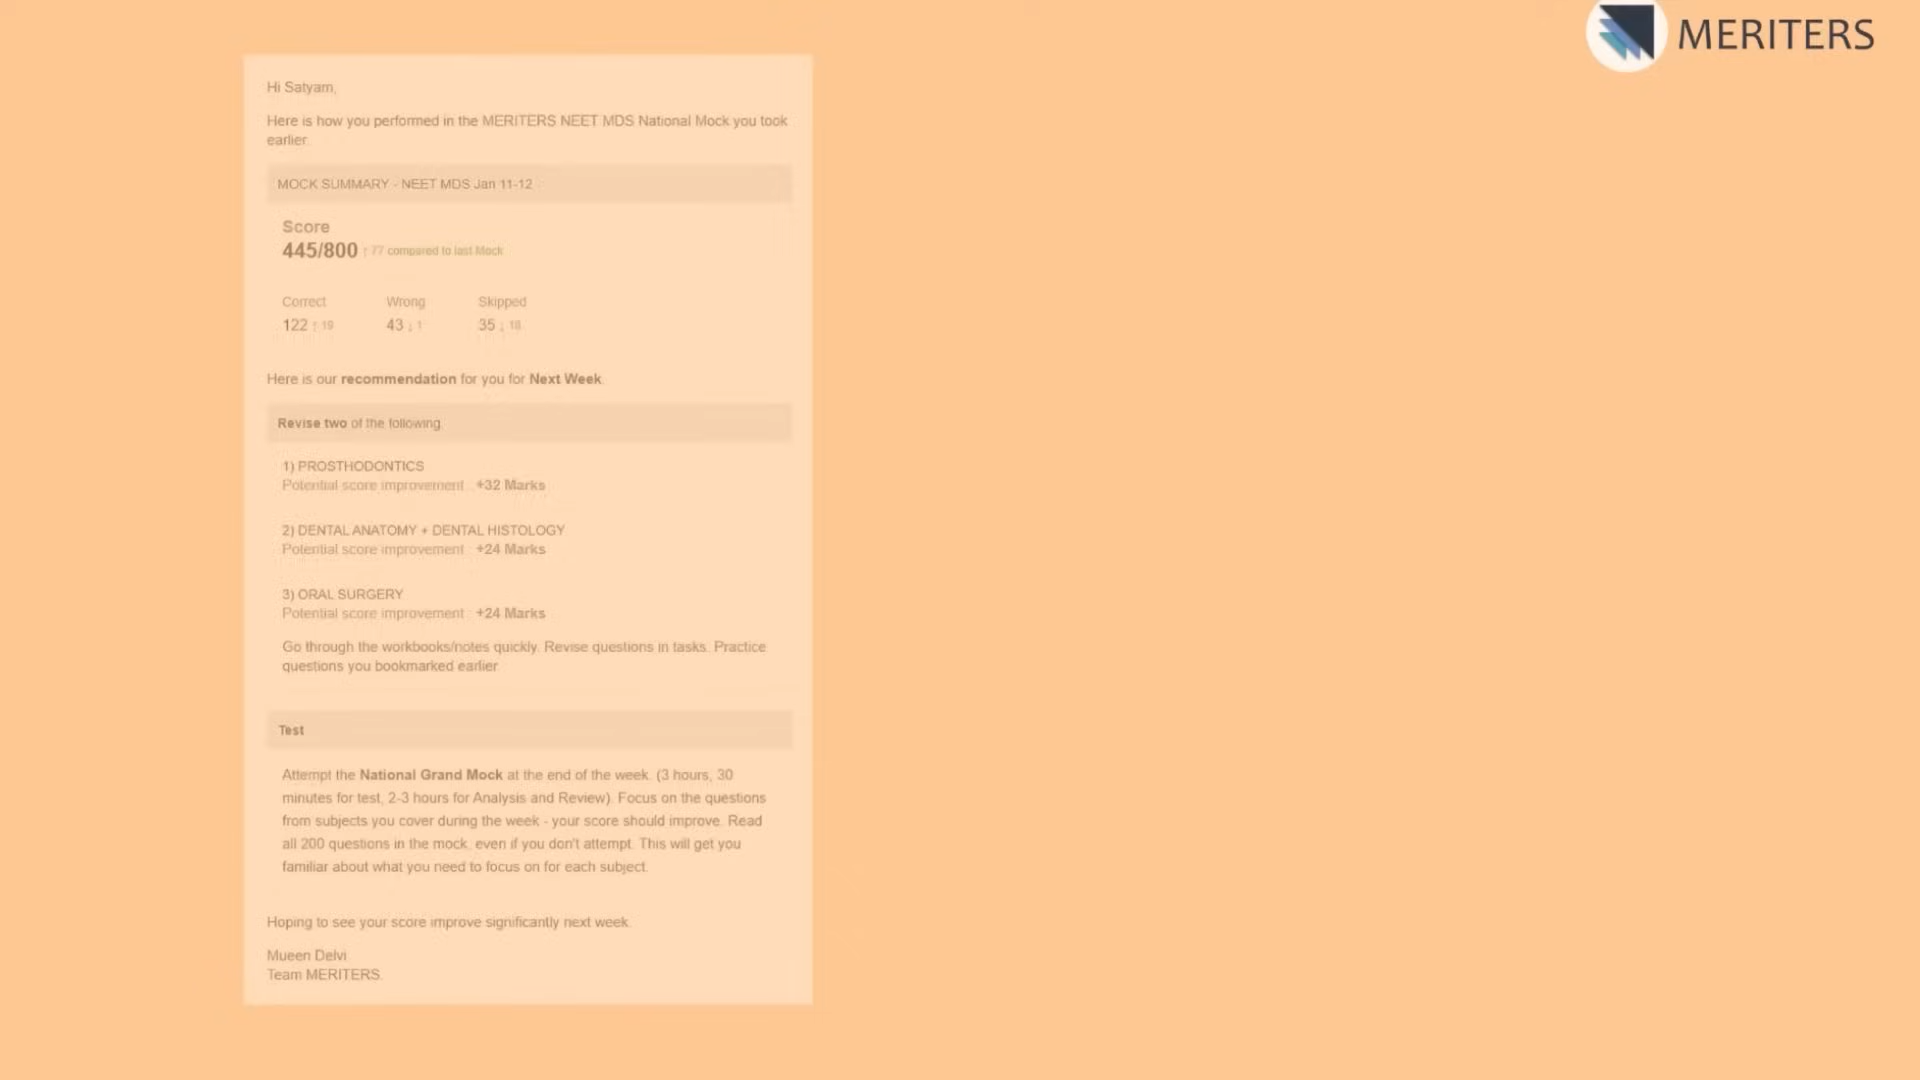 MERITERS
Hi Satyam,
Here is how you performed in the MERITERS NEET MDS National Mock you took
earlier.
MOCK SUMMARY - NEET MDS Jan 11-12
Score
445/800 ↑ 77 compared to last Mock
Correct Wrong Skipped
122 ↑ 19 43 ↓ 1 35 ↓ 18
Here is our recommendation for you for Next Week.
Revise two of the following.
1) PROSTHODONTICS
Potential score improvement : +32 Marks
2) DENTAL ANATOMY + DENTAL HISTOLOGY
Potential score improvement : +24 Marks
3) ORAL SURGERY
Potential score improvement : +24 Marks
Go through the workbooks/notes quickly. Revise questions in tasks. Practice
questions you bookmarked earlier.
Test
Attempt the National Grand Mock at the end of the week. (3 hours, 30
minutes for test, 2-3 hours for Analysis and Review). Focus on the questions
from subjects you cover during the week - your score should improve. Read
all 200 questions in the mock, even if you don't attempt. This will get you
familiar about what you need to focus on for each subject.
Hoping to see your score improve significantly next week.
Mueen Delvi
Team MERITERS.